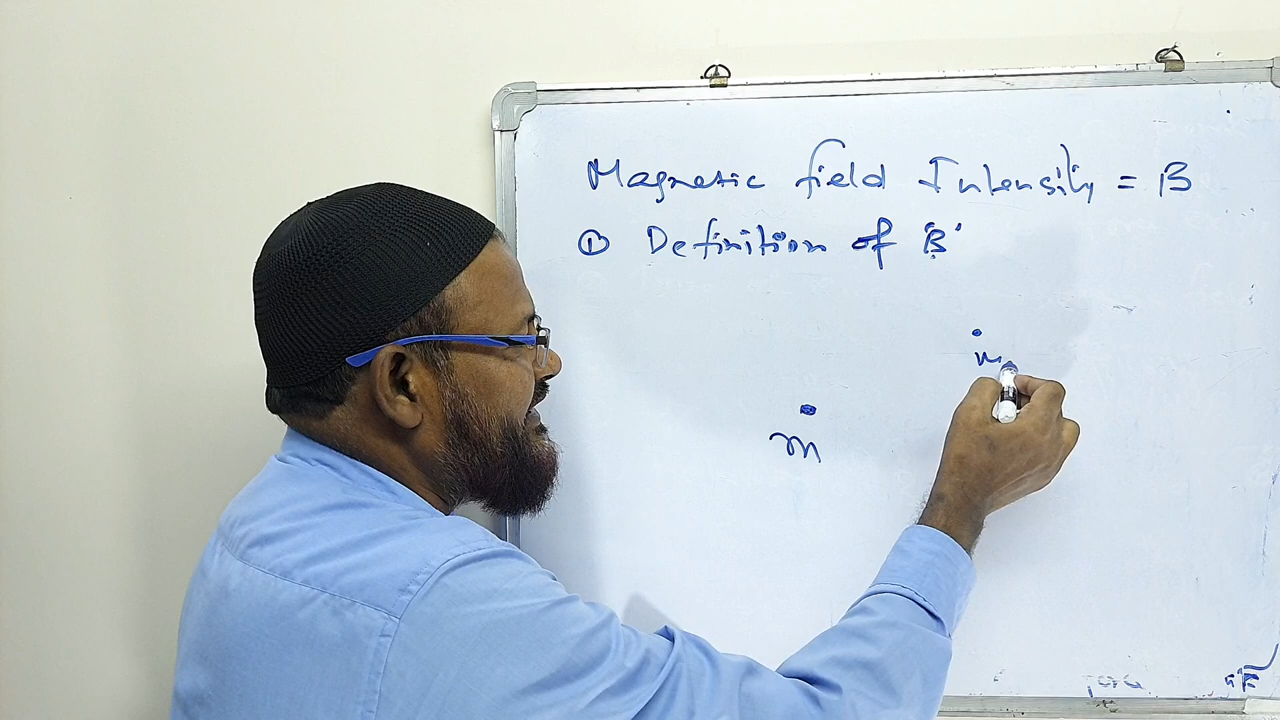 Magnetic field Intensity = B
① Definition of 'B'
m
m